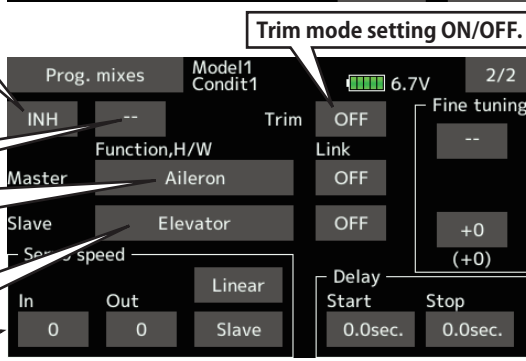 Trim mode setting ON/OFF.
Prog. mixes
Model1
Condit1
6.7V
2/2
INH
--
Trim
OFF
Fine tuning
--
Function,H/W
Link
Master
Aileron
OFF
Slave
Elevator
OFF
+0
(+0)
Servo speed
Linear
In
Out
0
0
Slave
Delay
Start
Stop
0.0sec.
0.0sec.